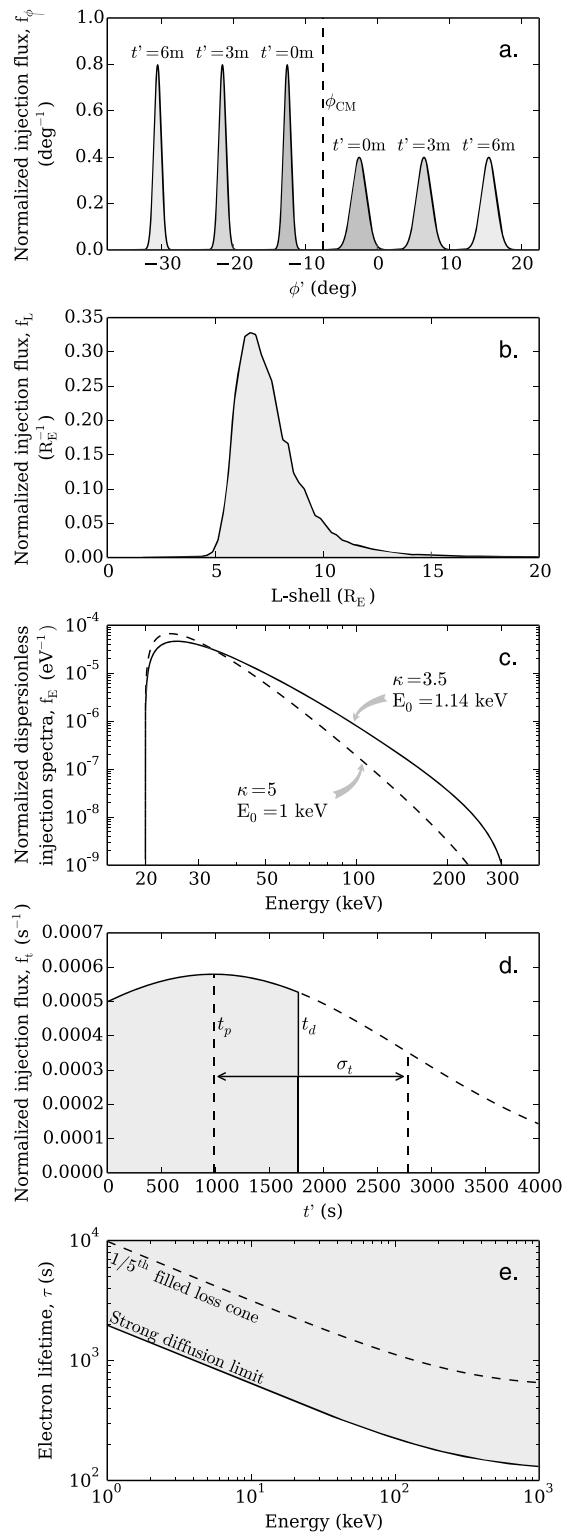 Normalized injection flux, f_ϕ
(deg⁻¹)
1.0
0.8
0.6
0.4
0.2
0.0
a.
t'=6m t'=3m t'=0m
ϕ_CM
t'=0m t'=3m t'=6m
−30 −20 −10 0 10 20
ϕ' (deg)
Normalized injection flux, f_L
(R_E⁻¹)
0.35
0.30
0.25
0.20
0.15
0.10
0.05
0.00
b.
0 5 10 15 20
L-shell (R_E)
Normalized dispersionless
injection spectra, f_E (eV⁻¹)
10⁻⁴
10⁻⁵
10⁻⁶
10⁻⁷
10⁻⁸
10⁻⁹
c.
κ=3.5
E₀=1.14 keV
κ=5
E₀=1 keV
20 30 50 100 200 300
Energy (keV)
Normalized injection flux, f_t (s⁻¹)
0.0007
0.0006
0.0005
0.0004
0.0003
0.0002
0.0001
0.0000
d.
t_p
t_d
σ_t
0 500 1000 1500 2000 2500 3000 3500 4000
t' (s)
Electron lifetime, τ (s)
10⁴
10³
10²
e.
1/5ᵗʰ filled loss cone
Strong diffusion limit
10⁰ 10¹ 10² 10³
Energy (keV)